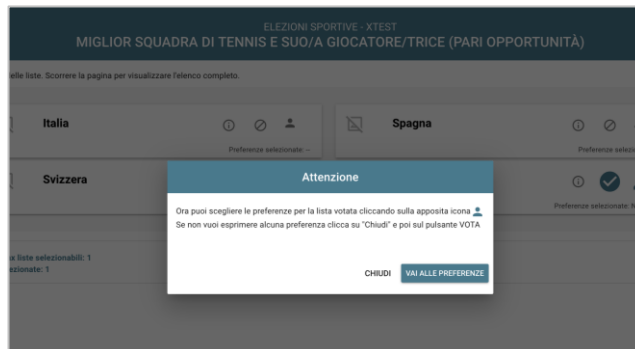 ELEZIONI SPORTIVE - XTEST
MIGLIOR SQUADRA DI TENNIS E SUO/A GIOCATORE/TRICE (PARI OPPORTUNITÀ)
elle liste. Scorrere la pagina per visualizzare l'elenco completo.
Italia
Preferenze selezionate: --
Spagna
Preferenze selez
Svizzera
Preferenze selezionate: N
Attenzione
Ora puoi scegliere le preferenze per la lista votata cliccando sulla apposita icona
Se non vuoi esprimere alcuna preferenza clicca su "Chiudi" e poi sul pulsante VOTA
CHIUDI
VAI ALLE PREFERENZE
liste selezionabili: 1
ezionate: 1